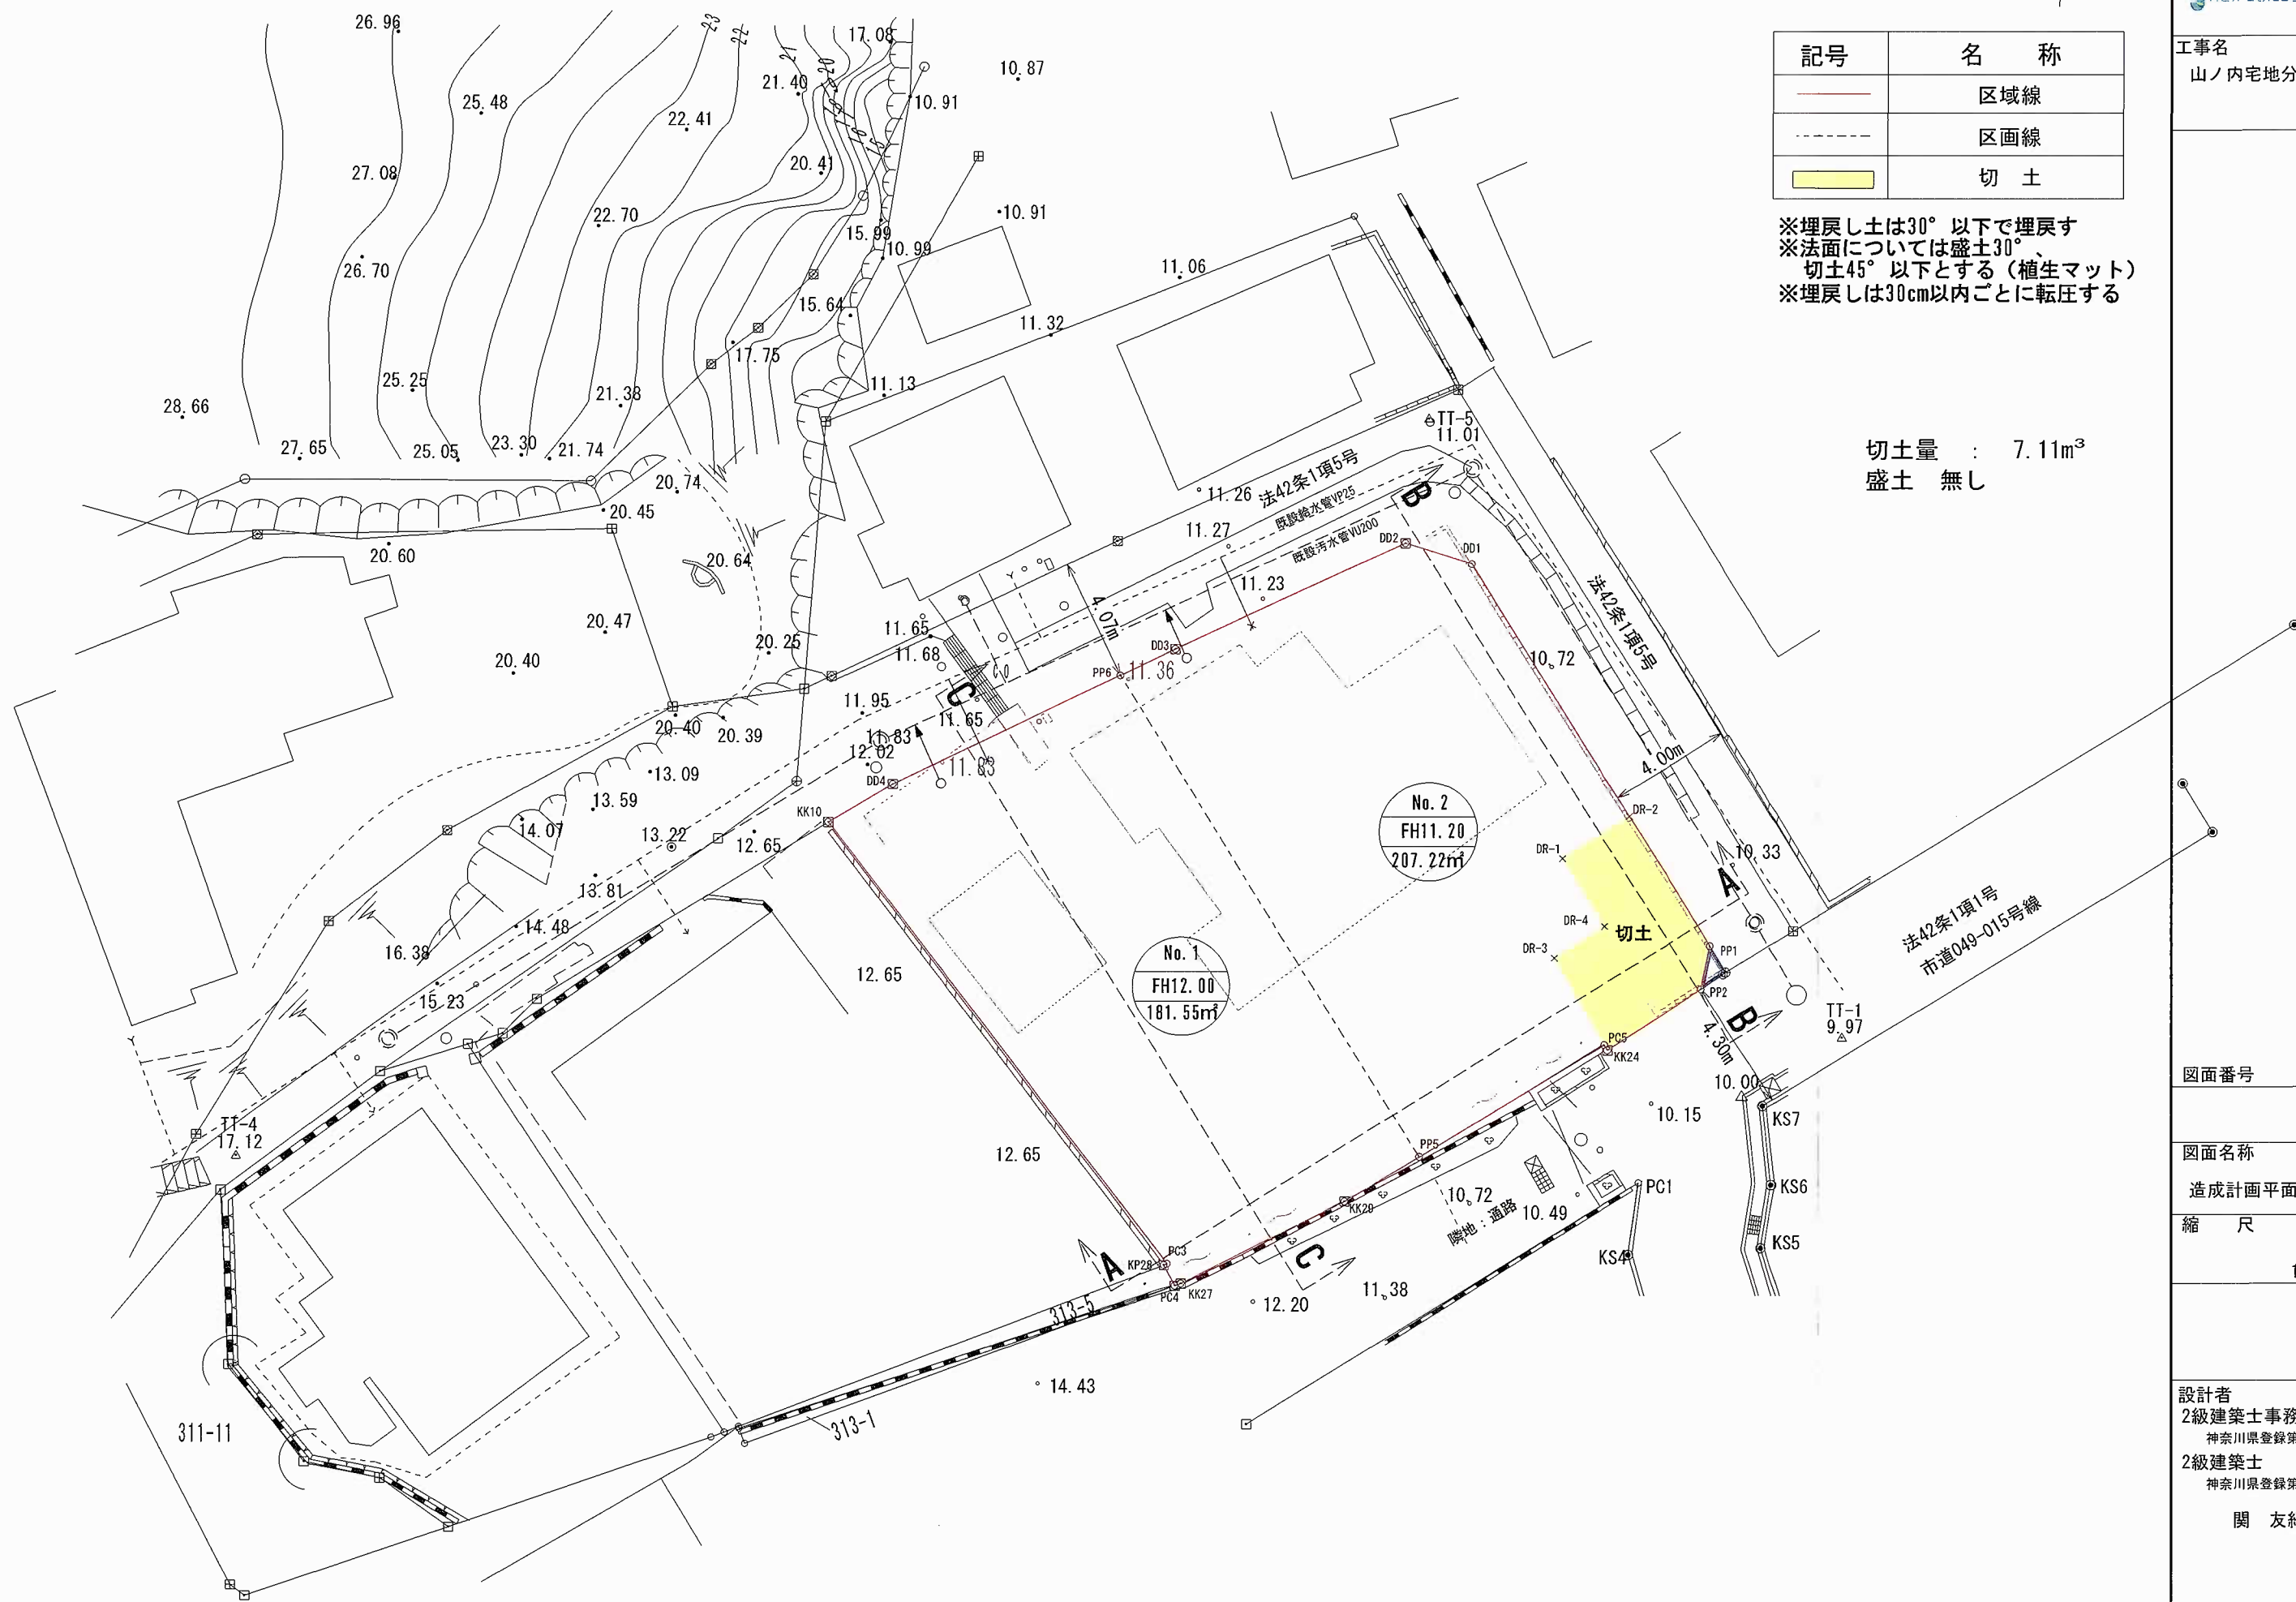 記号 名 称
区域線
区画線
切 土
※埋戻し土は30°以下で埋戻す
※法面については盛土30°、
切土45°以下とする（植生マット）
※埋戻しは30cm以内ごとに転圧する
切土量 : 7.11m³
盛土 無し
工事名
山ノ内宅地分
図面番号
図面名称
造成計画平面
縮 尺
設計者
2級建築士事務
神奈川県登録第
2級建築士
神奈川県登録第
関 友
26.96
25.48
27.08
26.70
25.25
28.66
27.65
25.05
23.30
21.74
21.38
22.70
22.41
21.40
20.41
23
22
21
20
18
17
16
15
17.08
10.91
10.87
10.91
15.99
10.99
15.64
17.75
11.13
11.32
11.06
TT-5
11.01
11.26
11.27
11.23
法42条1項5号
既設給水管VP25
既設汚水管VU200
B
DD2
DD1
法42条1項5号
20.74
20.45
20.60
20.64
20.47
20.40
20.25
20.40
20.39
11.65
11.68
11.95
11.65
11.83
12.02
11.83
C
4.07m
DD3
PP6
11.36
10.72
4.00m
DD4
KK10
13.09
13.59
14.07
13.22
12.65
13.81
14.48
16.38
15.23
12.65
12.65
No.1
FH12.00
181.55㎡
No.2
FH11.20
207.22㎡
DR-2
DR-1
DR-4
DR-3
切土
10.33
A
PP1
PP2
PC5
KK24
B
4.30m
TT-1
9.97
法42条1項1号
市道049-015号線
10.00
KS7
KS6
KS5
KS4
PC1
10.15
PP5
10.72
10.49
隣地：通路
KK29
PC3
KP28
PC4
KK27
A
C
12.20
11.38
313-5
313-1
14.43
311-11
TT-4
17.12